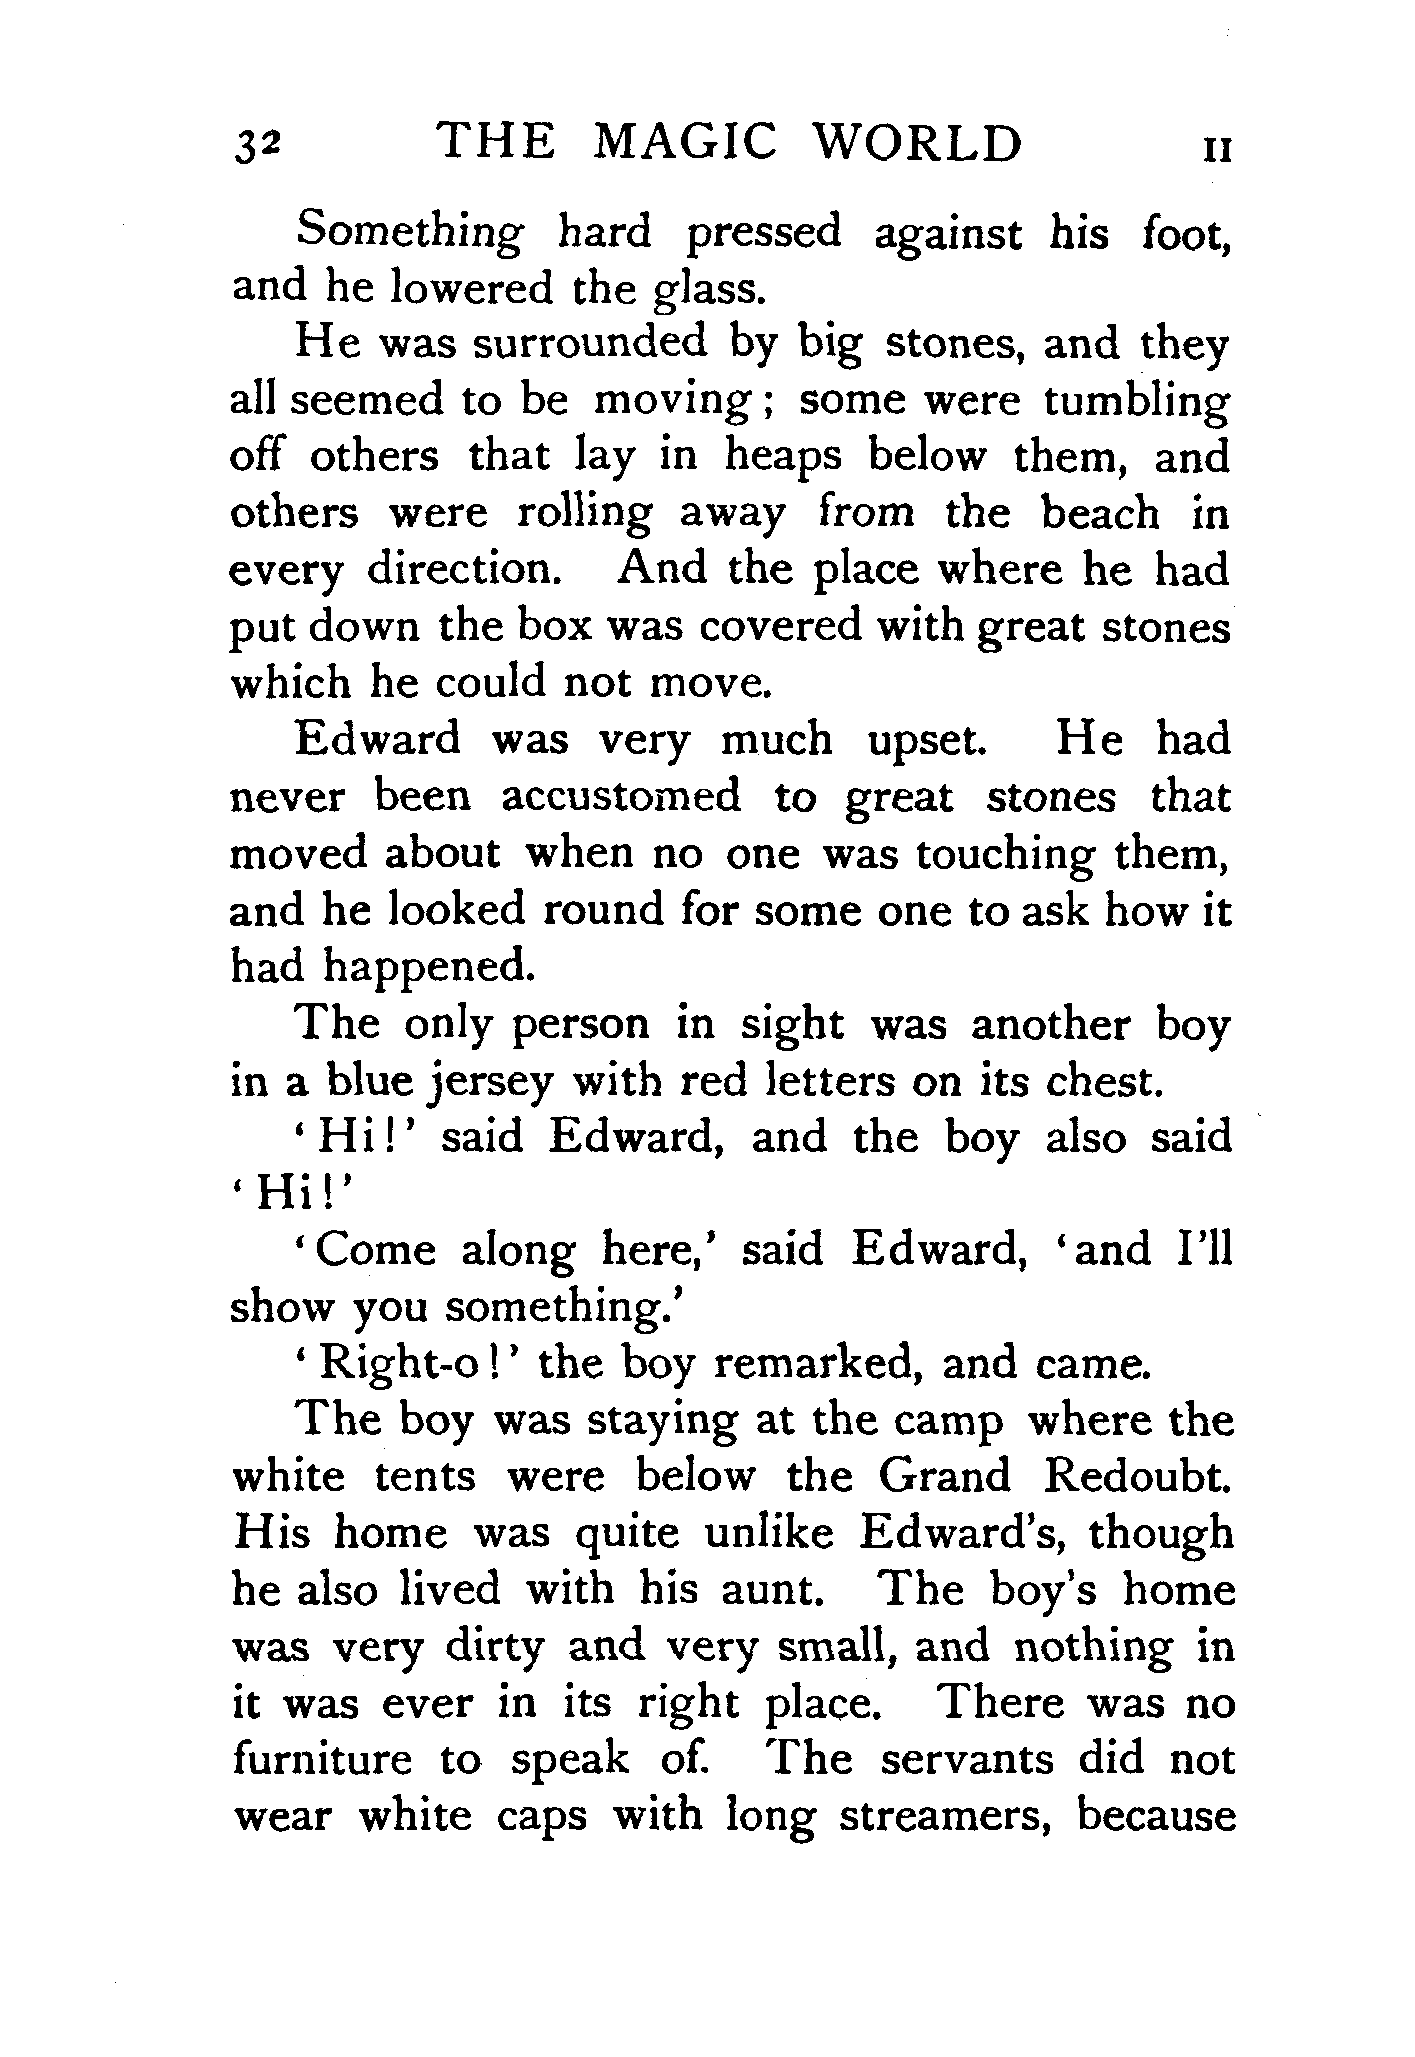 32 THE MAGIC WORLD II
Something hard pressed against his foot,
and he lowered the glass.
He was surrounded by big stones, and they
all seemed to be moving; some were tumbling
off others that lay in heaps below them, and
others were rolling away from the beach in
every direction. And the place where he had
put down the box was covered with great stones
which he could not move.
Edward was very much upset. He had
never been accustomed to great stones that
moved about when no one was touching them,
and he looked round for some one to ask how it
had happened.
The only person in sight was another boy
in a blue jersey with red letters on its chest.
‘Hi!’ said Edward, and the boy also said
‘Hi!’
‘Come along here,’ said Edward, ‘and I’ll
show you something.’
‘Right-o!’ the boy remarked, and came.
The boy was staying at the camp where the
white tents were below the Grand Redoubt.
His home was quite unlike Edward’s, though
he also lived with his aunt. The boy’s home
was very dirty and very small, and nothing in
it was ever in its right place. There was no
furniture to speak of. The servants did not
wear white caps with long streamers, because